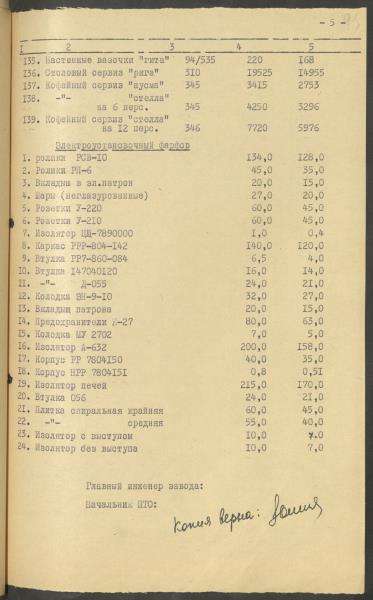 - 5 -
I 2 3 4 5
135. Настенные вазочки "гита" 94/535 220 168
136. Столовый сервиз "рига" 310 19525 14955
137. Кофейный сервиз "аусма" 345 3415 2753
138. -"- "стелла"
на 6 перс. 345 4250 3296
139. Кофейный сервиз "стелла"
на 12 перс. 346 7720 5976
Электроустановочный фарфор
1. ролики РСВ-10 134,0 128,0
2. Ролики РП-6 45,0 35,0
3. Вкладыш в эл.патрон 20,0 15,0
4. Шары (неглазурованные) 27,0 20,0
5. Розетки У-220 60,0 45,0
6. Розетки У-210 60,0 45,0
7. Изолятор ЦЩ-7890000 1,0 0,4
8. Каркас РРР-804-142 140,0 120,0
9. Втулка РР7-860-084 6,5 4,0
10. Втулка 147040120 16,0 14,0
11. -"- Д-055 24,0 21,0
12. Колодка ВН-9-10 32,0 27,0
13. Вкладыш патрона 20,0 15,0
14. Предохранители -27 80,0 63,0
15. Колодка МУ 2702 7,0 5,0
16. Изолятор А-632 200,0 158,0
17. Корпус РР 7804150 40,0 35,0
18. Корпус НРР 7804151 0,8 0,51
19. Изолятор печей 215,0 170,0
20. Втулка 056 24,0 21,0
21. Плитка спиральная крайняя 60,0 45,0
22. -"- средняя 55,0 40,0
23. Изолятор с выступом 10,0 7,0
24. Изолятор без выступа 10,0 7,0
Главный инженер завода:
Начальник ПТО:
Копия верна: